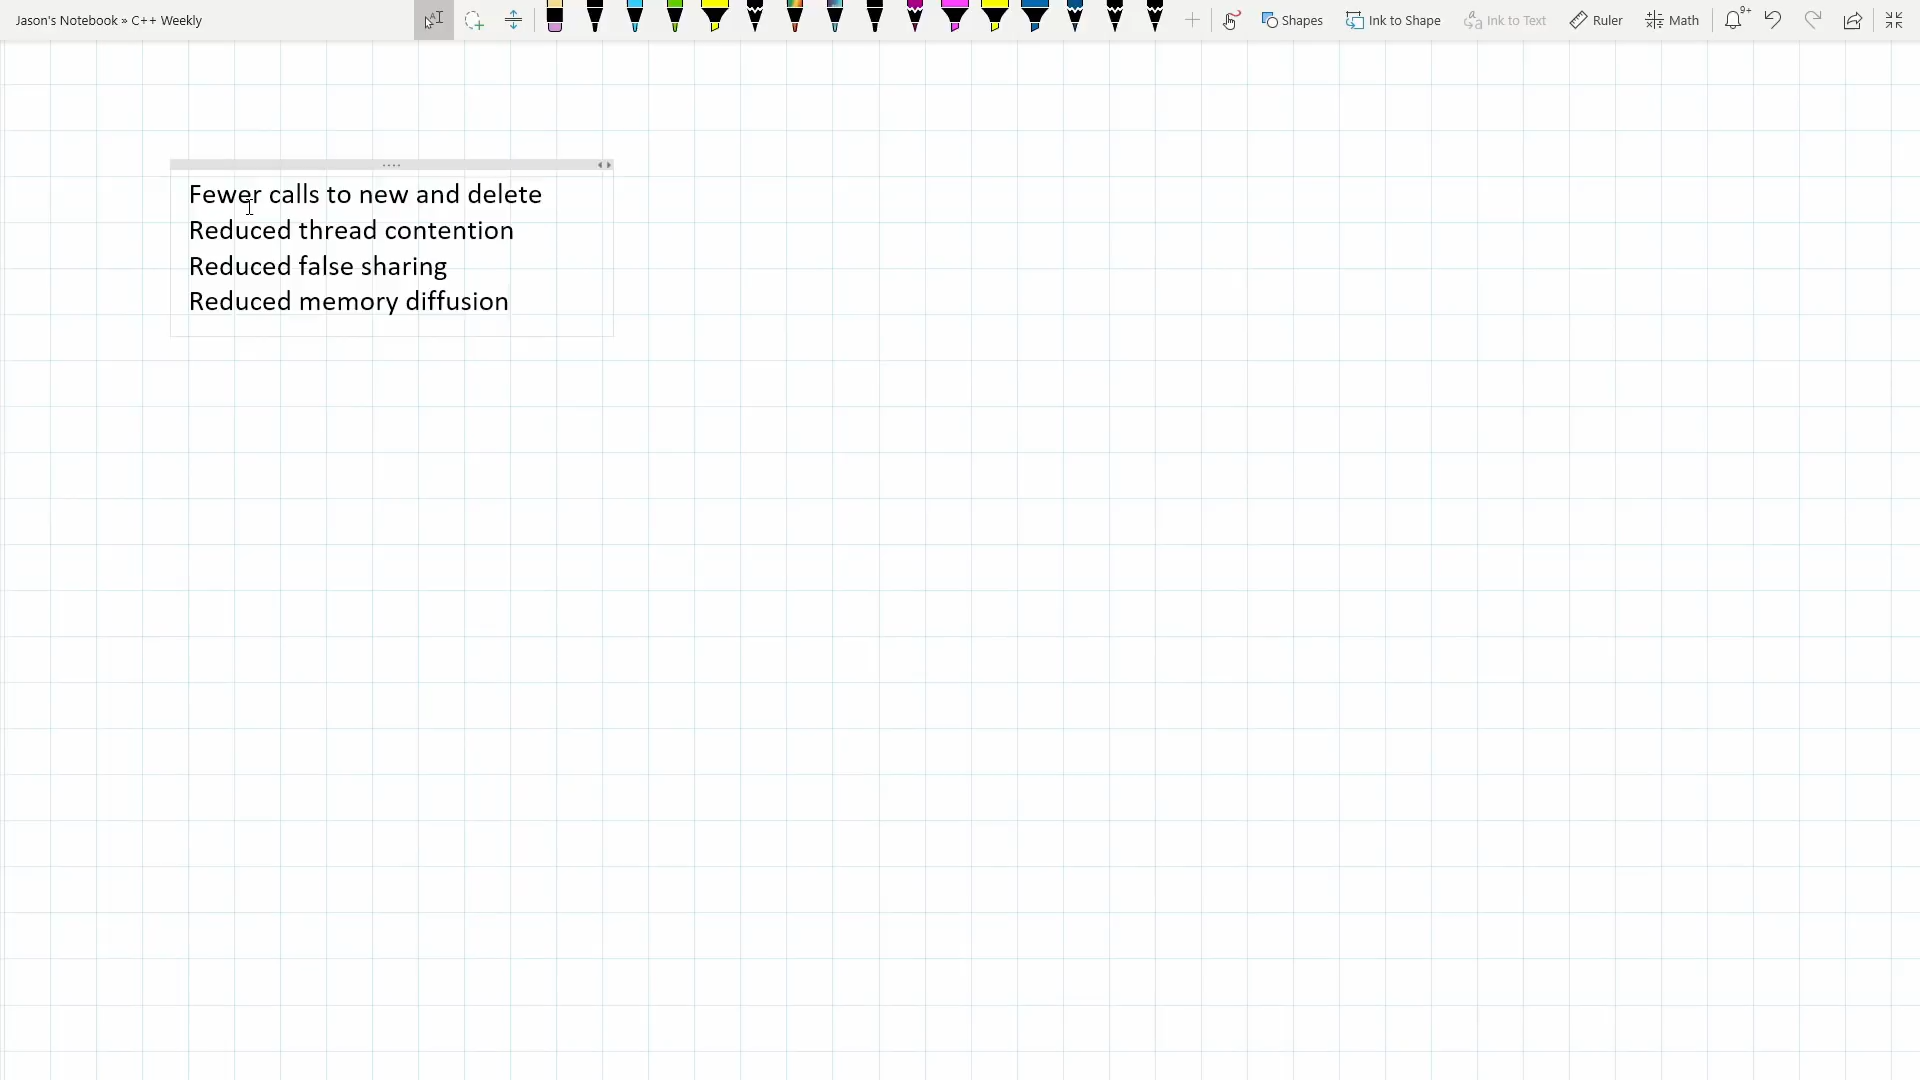 Jason's Notebook » C++ Weekly
Shapes
Ink to Shape
Ink to Text
Ruler
Math
9+
Fewer calls to new and delete
Reduced thread contention
Reduced false sharing
Reduced memory diffusion